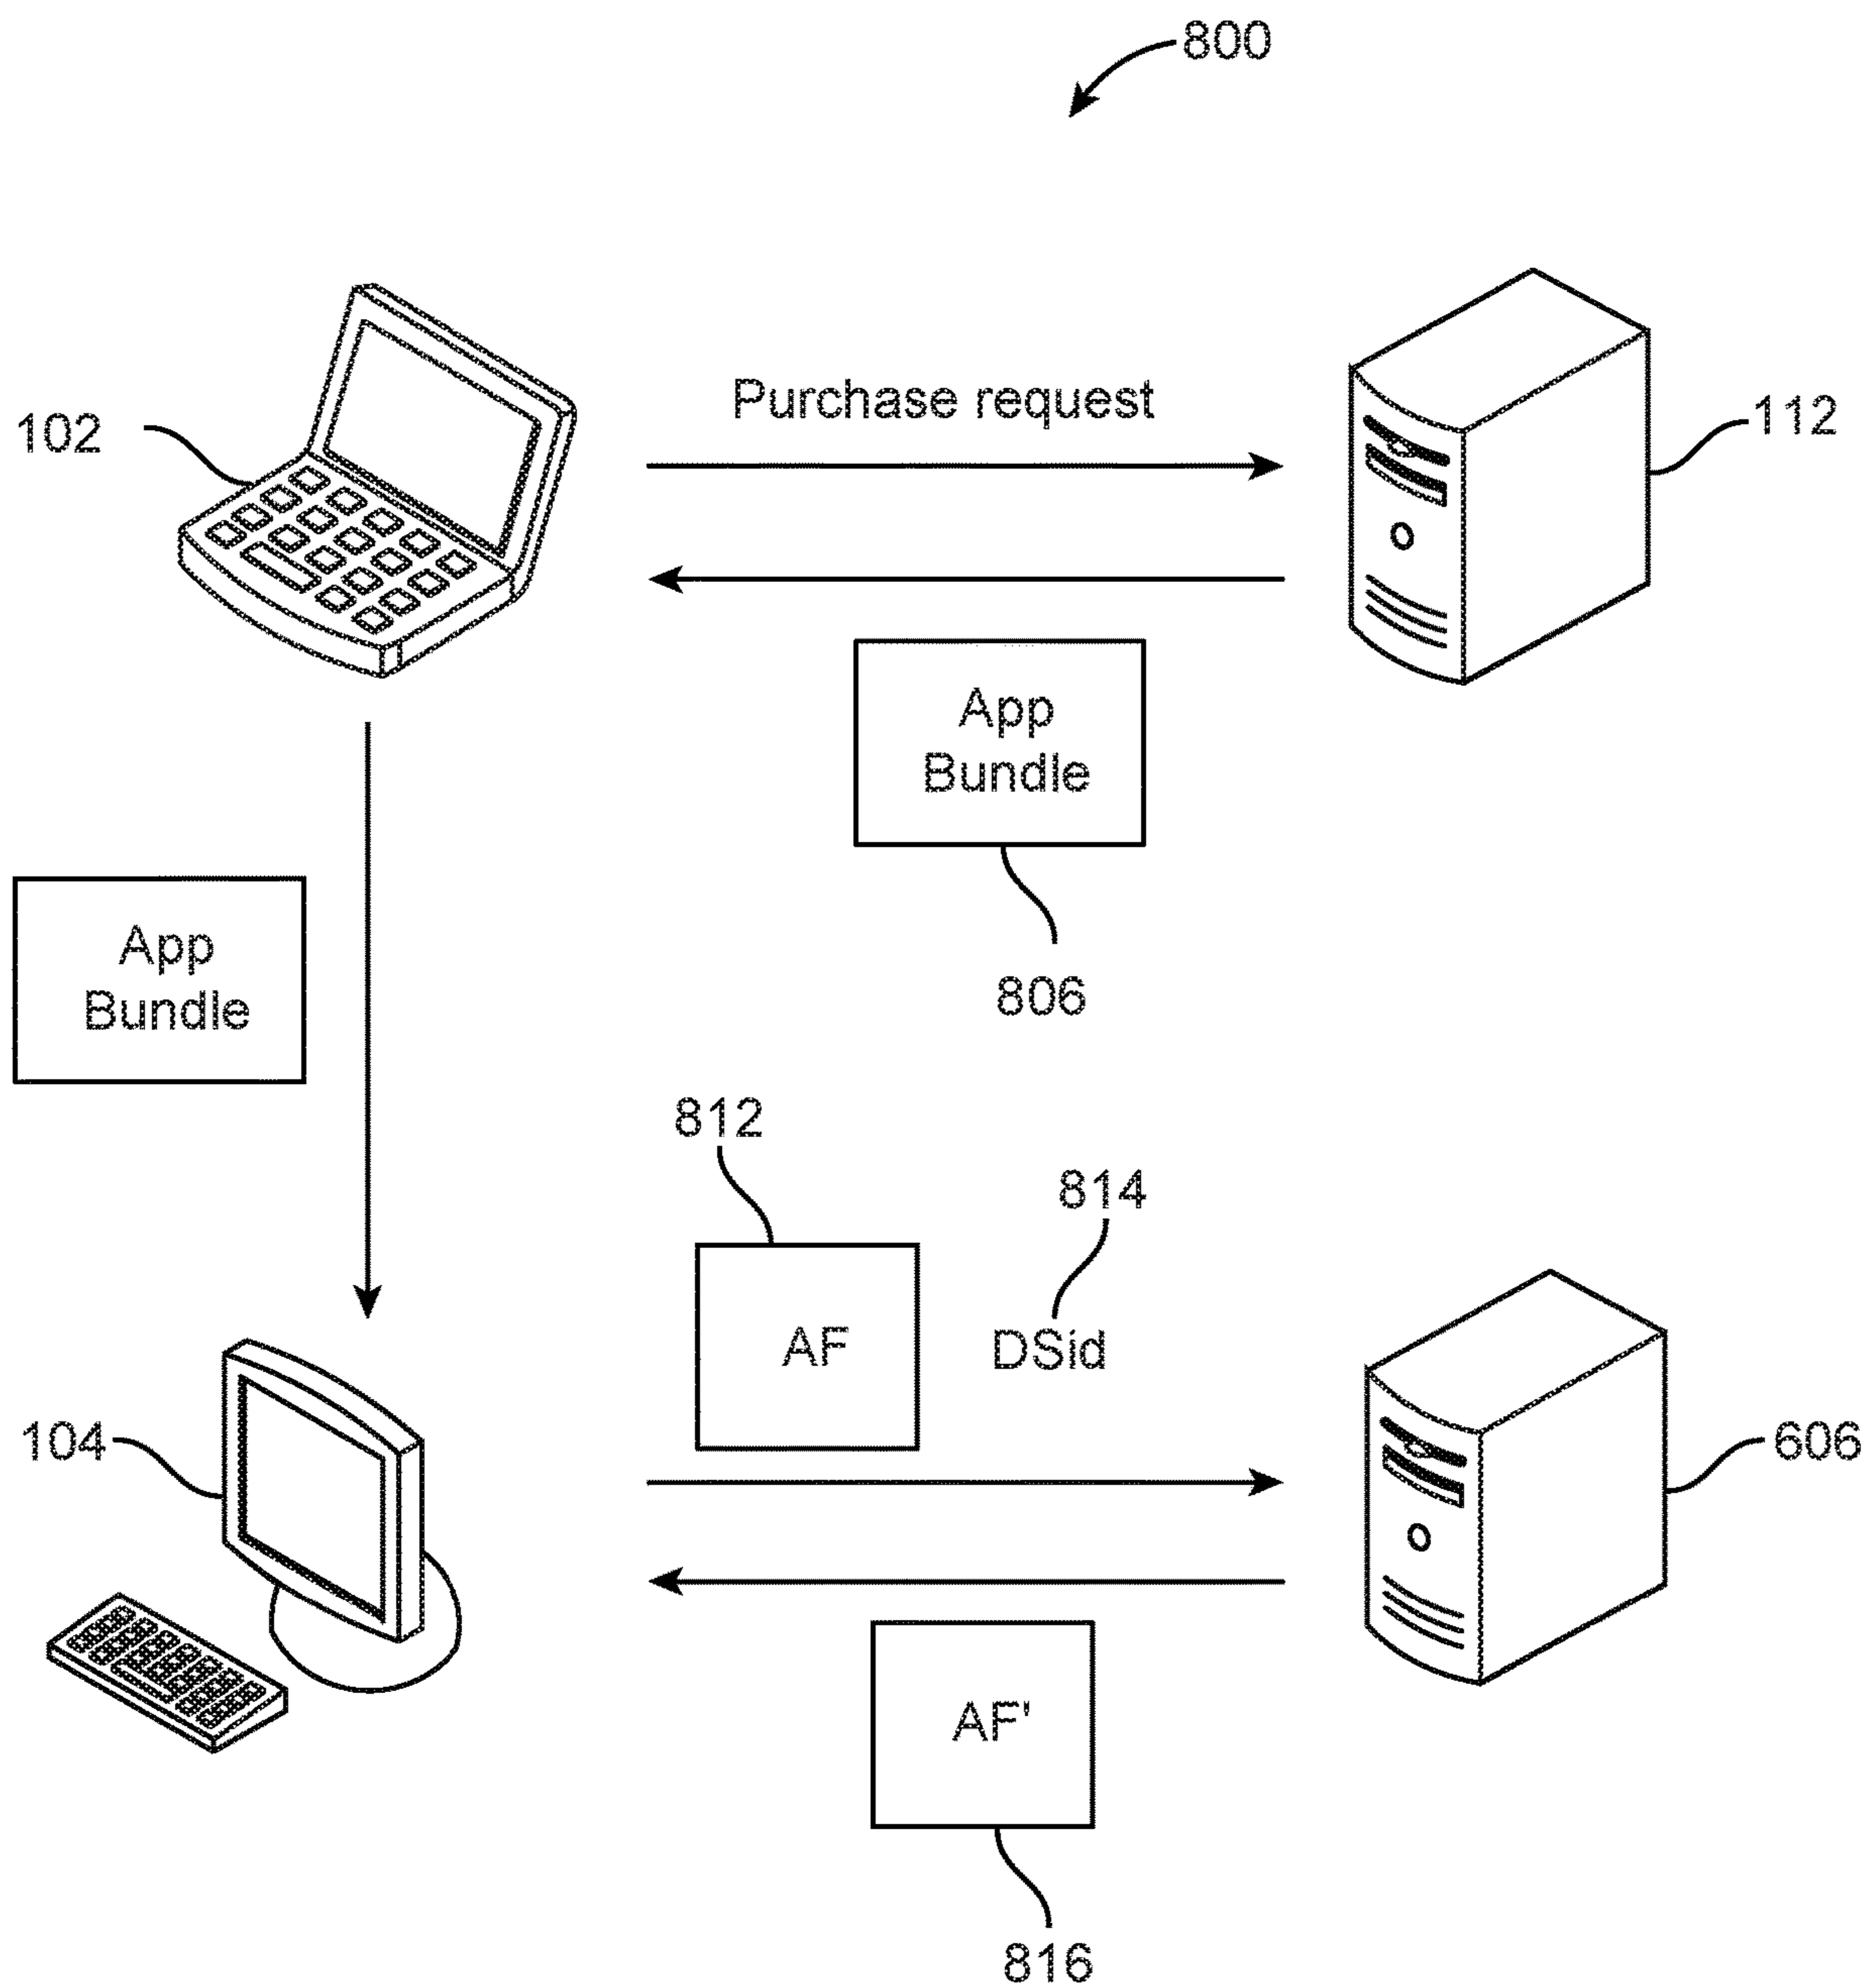 800
Purchase request
102
112
App
Bundle
806
App
Bundle
812
814
AF
DSid
104
606
AF'
816